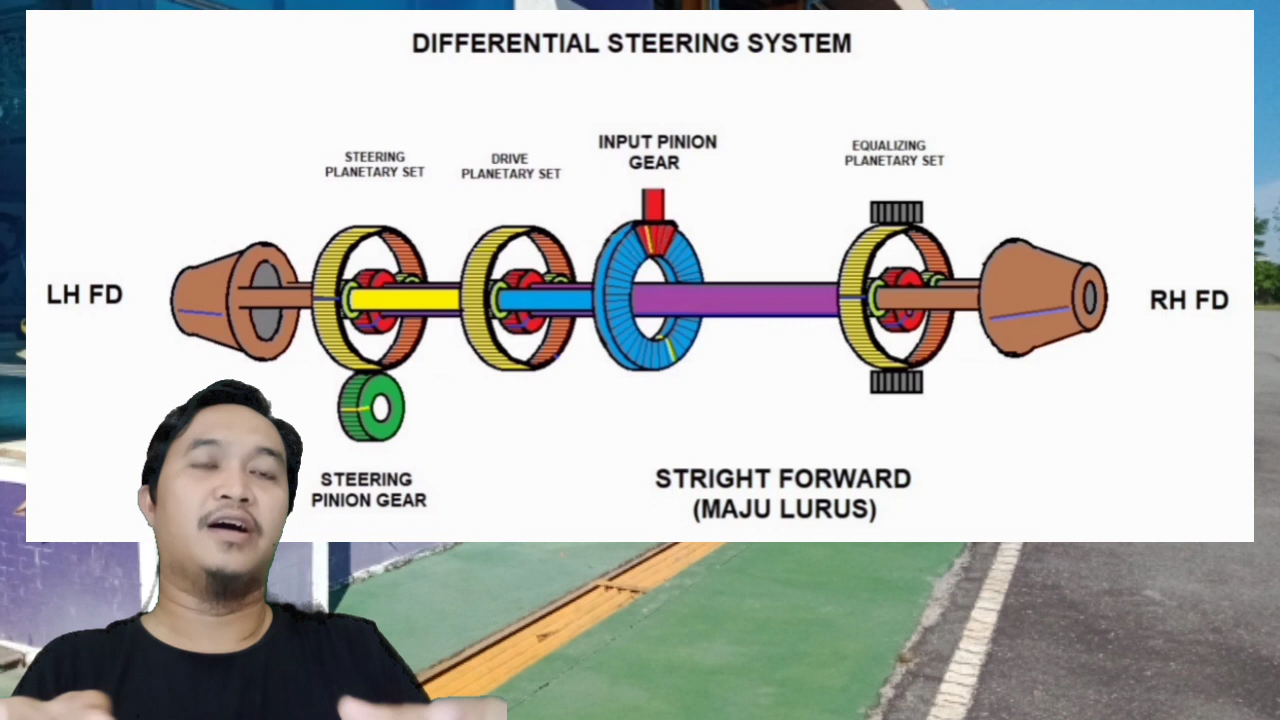 DIFFERENTIAL STEERING SYSTEM
STEERING
PLANETARY SET
DRIVE
PLANETARY SET
INPUT PINION
GEAR
EQUALIZING
PLANETARY SET
LH FD
RH FD
STEERING
PINION GEAR
STRIGHT FORWARD
(MAJU LURUS)